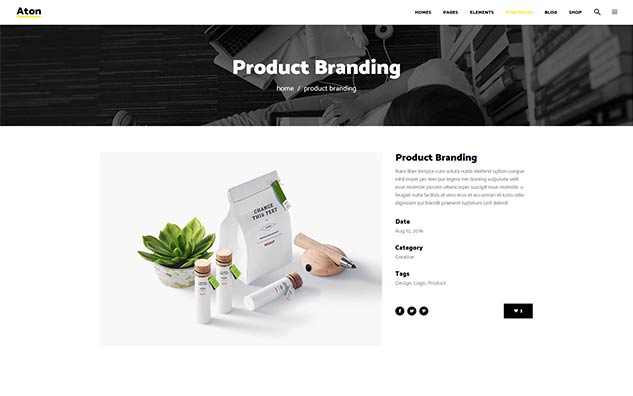 Aton
HOMES PAGES ELEMENTS PORTFOLIO BLOG SHOP
Product Branding
home / product branding
CHANGE
THIS TEXT
MOCKUP
Product Branding
Nam liber tempor cum soluta nobis eleifend option congue
nihil imper per tem por legere me doming vulputate velit
esse molestie possim ullamcorper suscipit esse molestie. u
feugiat nulla facilisis at vero eros et accumsan et iusto odio
dignissim qui blandit praesent luptatum zzril delenit
Date
Aug 12, 2016
Category
Creative
Tags
Design, Logo, Product
3